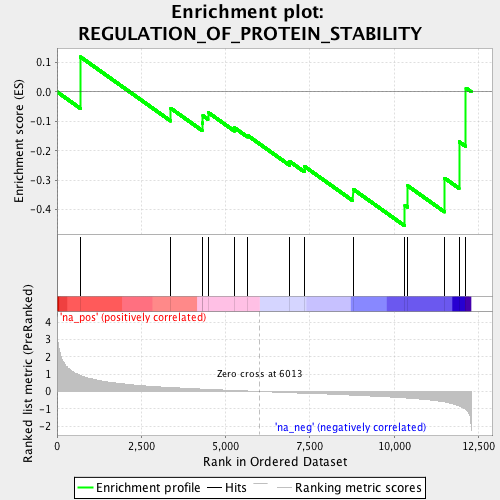 Enrichment plot:
REGULATION_OF_PROTEIN_STABILITY
Enrichment score (ES)
0.1
0.0
-0.1
-0.2
-0.3
-0.4
'na_pos' (positively correlated)
Ranked list metric (PreRanked)
4
3
2
1
0
-1
-2
Zero cross at 6013
'na_neg' (negatively correlated)
0
2,500
5,000
7,500
10,000
12,500
Rank in Ordered Dataset
Enrichment profile
Hits
Ranking metric scores